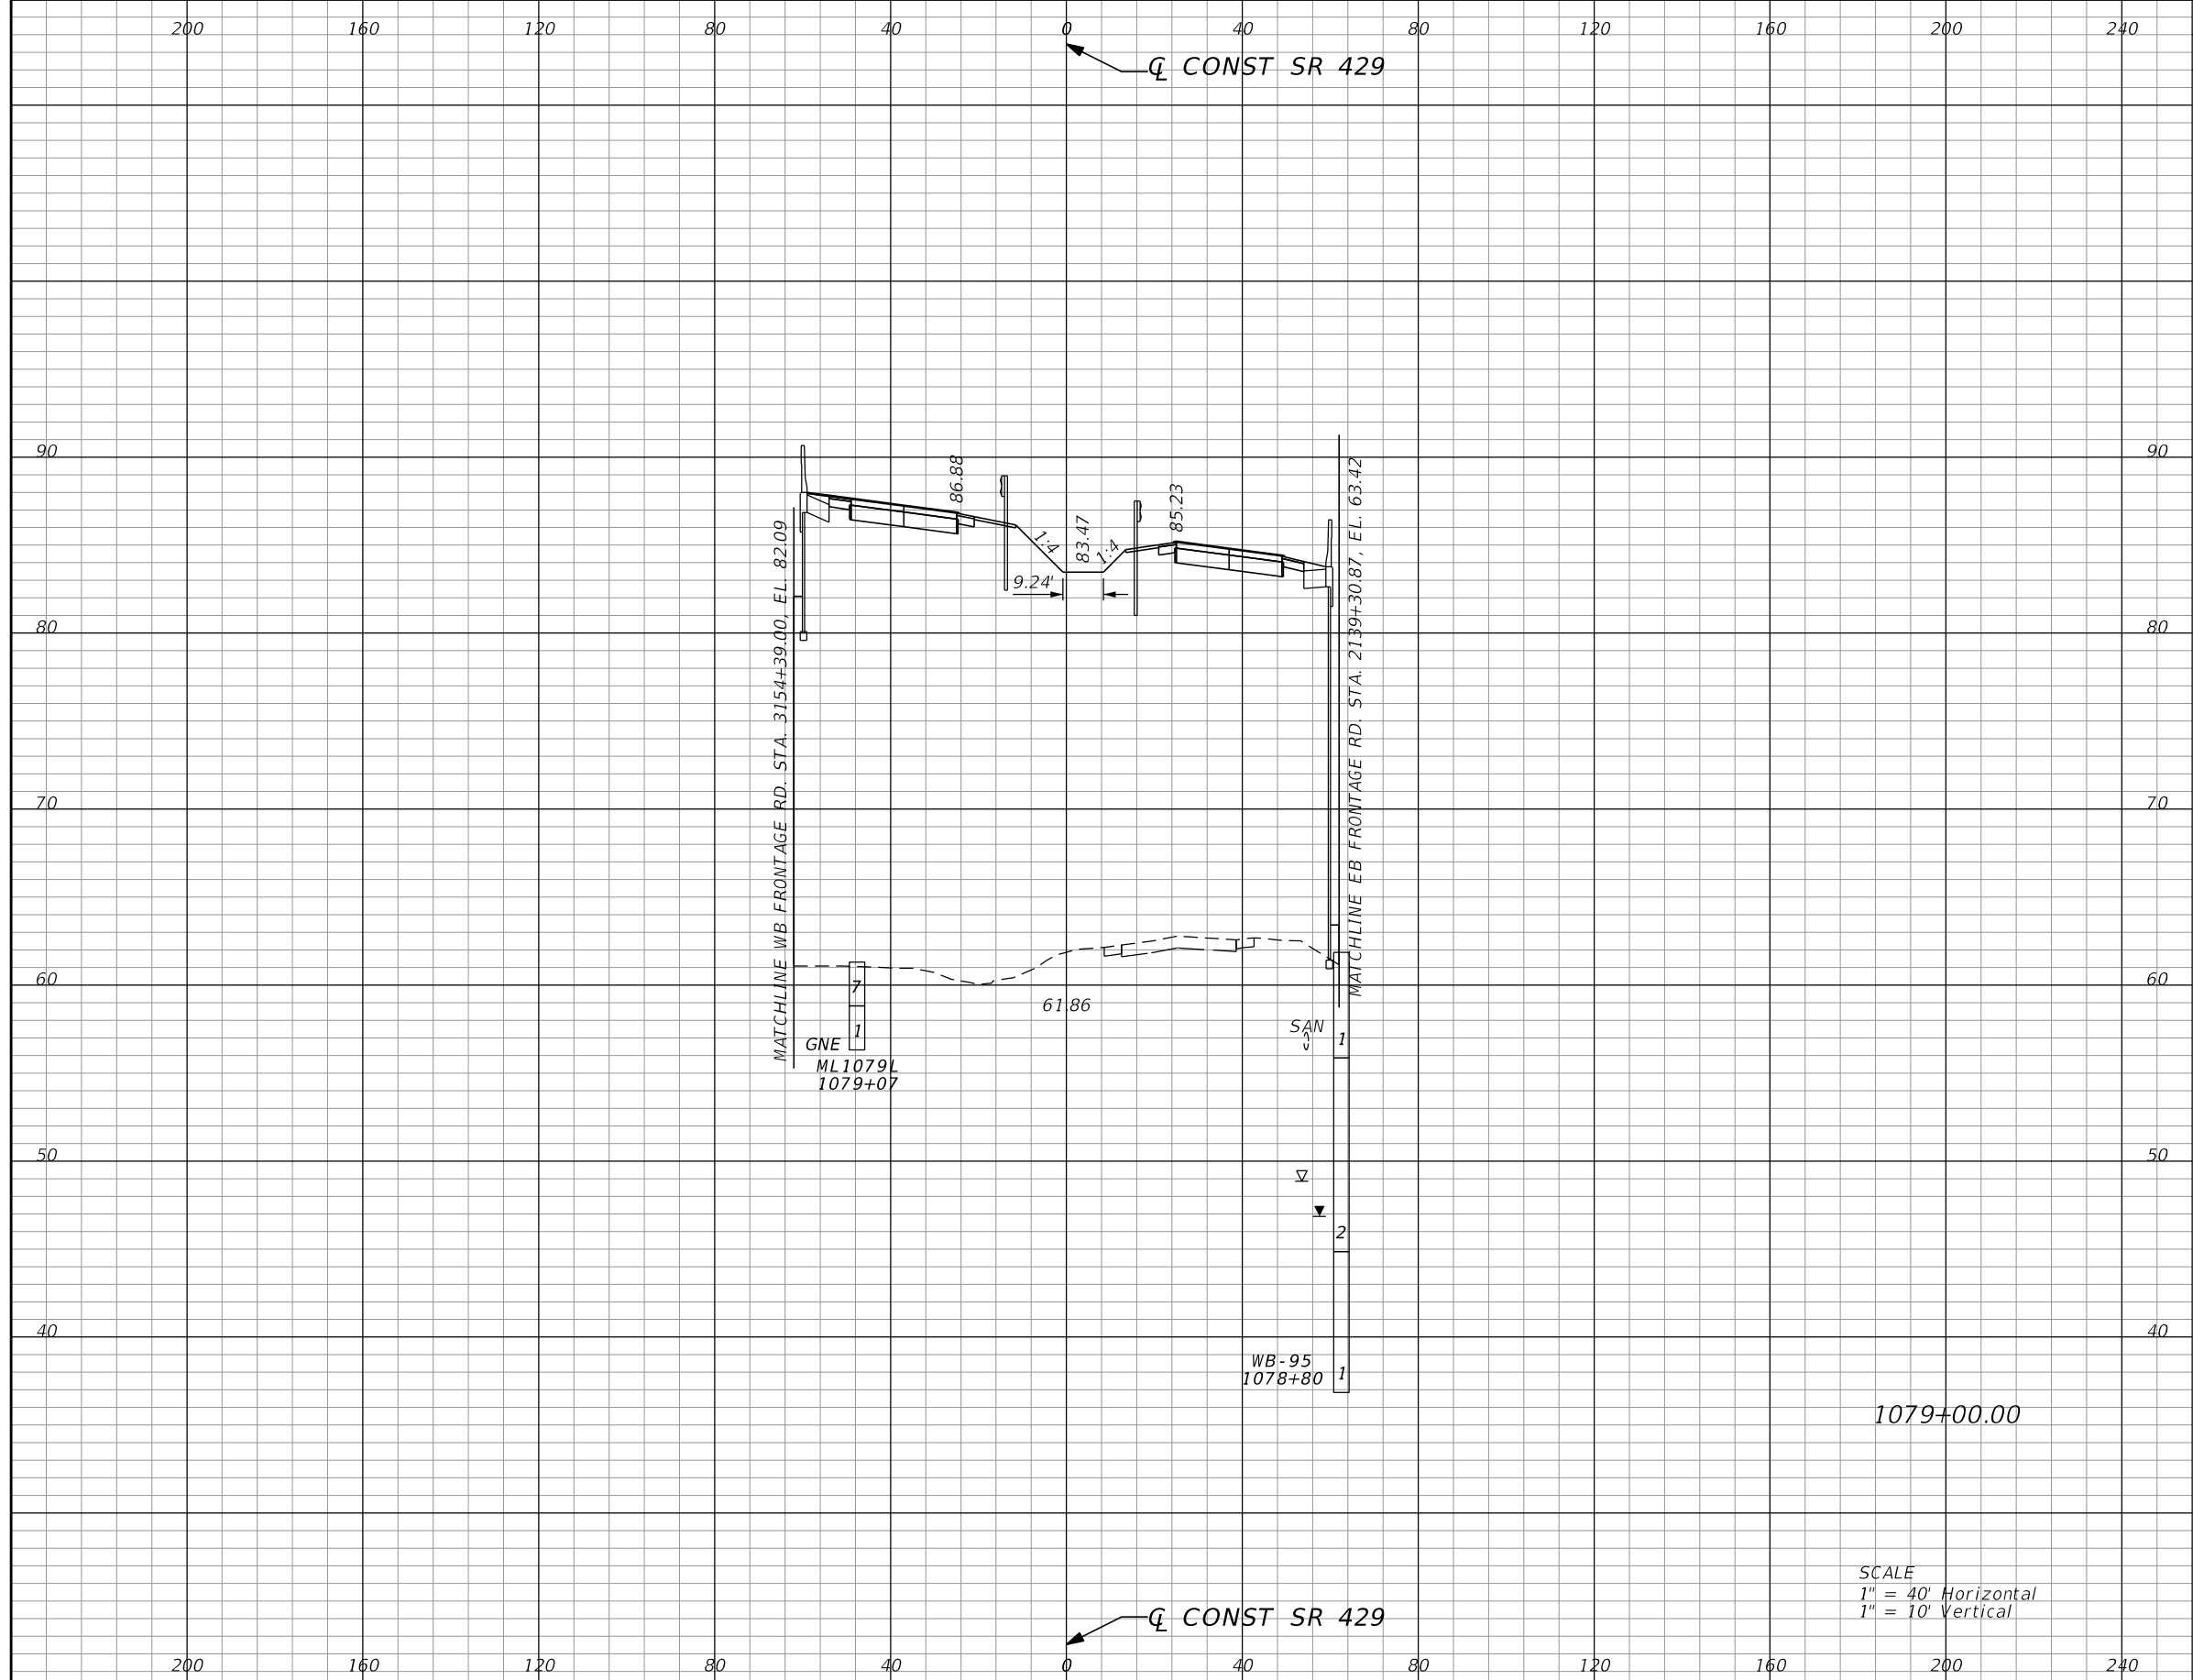 200 160 120 80 40 0 40 80 120 160 200 240
℄ CONST SR 429
90 90
86.88
85.23
83.47
1:4
1:4
9.24'
80 80
MATCHLINE WB FRONTAGE RD. STA. 3154+39.00, EL. 82.09
MATCHLINE EB FRONTAGE RD. STA. 2139+30.87, EL. 63.42
70 70
60 60
7
61.86
SAN
1
1
GNE
ML1079L
1079+07
50 50
2
40 40
WB-95
1
1078+80
1079+00.00
SCALE
1" = 40' Horizontal
1" = 10' Vertical
℄ CONST SR 429
200 160 120 80 40 0 40 80 120 160 200 240